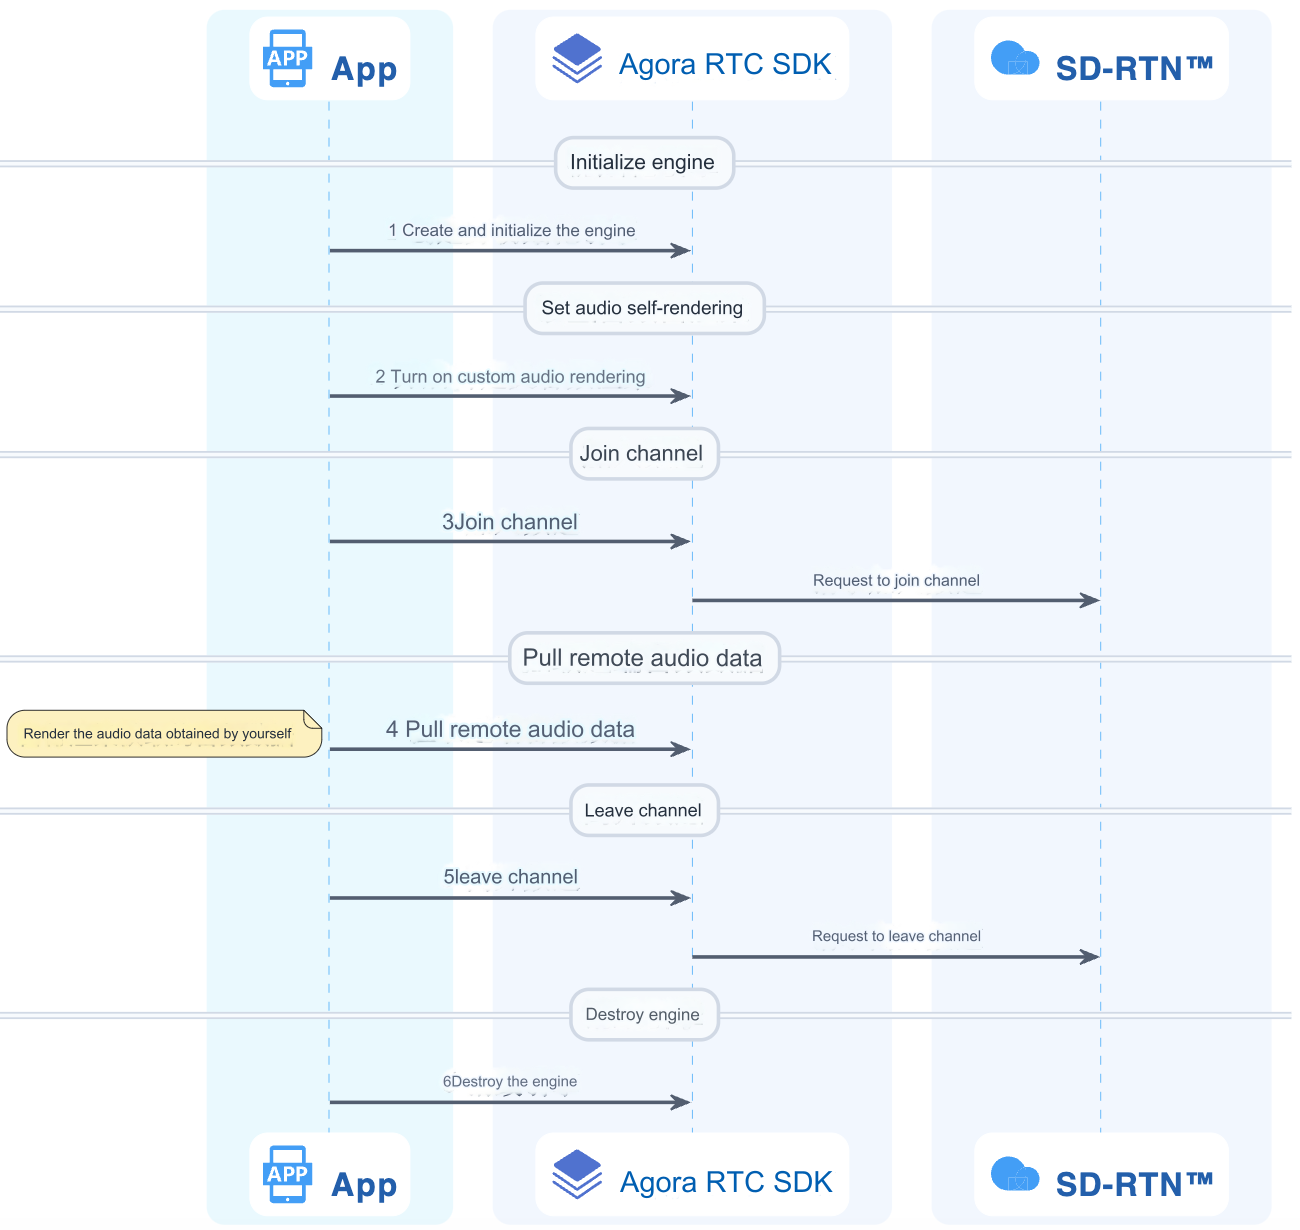 APP App
Agora RTC SDK
SD-RTN™
Initialize engine
1 Create and initialize the engine
Set audio self-rendering
2 Turn on custom audio rendering
Join channel
3Join channel
Request to join channel
Pull remote audio data
Render the audio data obtained by yourself
4 Pull remote audio data
Leave channel
5leave channel
Request to leave channel
Destroy engine
6Destroy the engine
APP App
Agora RTC SDK
SD-RTN™